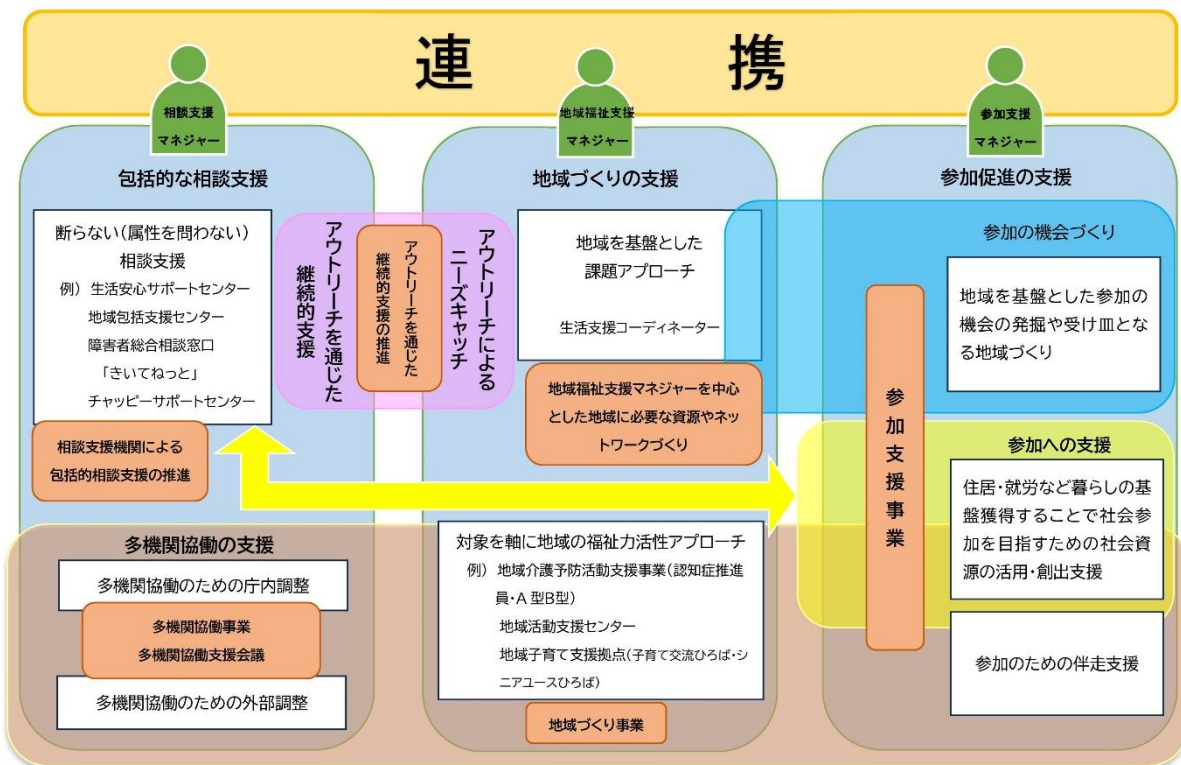 連 携
相談支援
マネジャー
地域福祉支援
マネジャー
参加支援
マネジャー
包括的な相談支援
断らない(属性を問わない)
相談支援
例) 生活安心サポートセンター
地域包括支援センター
障害者総合相談窓口
「きいてねっと」
チャッピーサポートセンター
相談支援機関による
包括的相談支援の推進
アウトリーチを通じた
継続的支援
アウトリーチを通じた
継続的支援の推進
アウトリーチによる
ニーズキャッチ
地域づくりの支援
地域を基盤とした
課題アプローチ
生活支援コーディネーター
地域福祉支援マネジャーを中心
とした地域に必要な資源やネッ
トワークづくり
参加促進の支援
参加の機会づくり
地域を基盤とした参加の
機会の発掘や受け皿とな
る地域づくり
参加支援事業
参加への支援
住居・就労など暮らしの基
盤獲得することで社会参
加を目指すための社会資
源の活用・創出支援
参加のための伴走支援
多機関協働の支援
多機関協働のための庁内調整
多機関協働事業
多機関協働支援会議
多機関協働のための外部調整
対象を軸に地域の福祉力活性アプローチ
例) 地域介護予防活動支援事業(認知症推進
員・A型B型)
地域活動支援センター
地域子育て支援拠点(子育て交流ひろば・シ
ニアユースひろば)
地域づくり事業